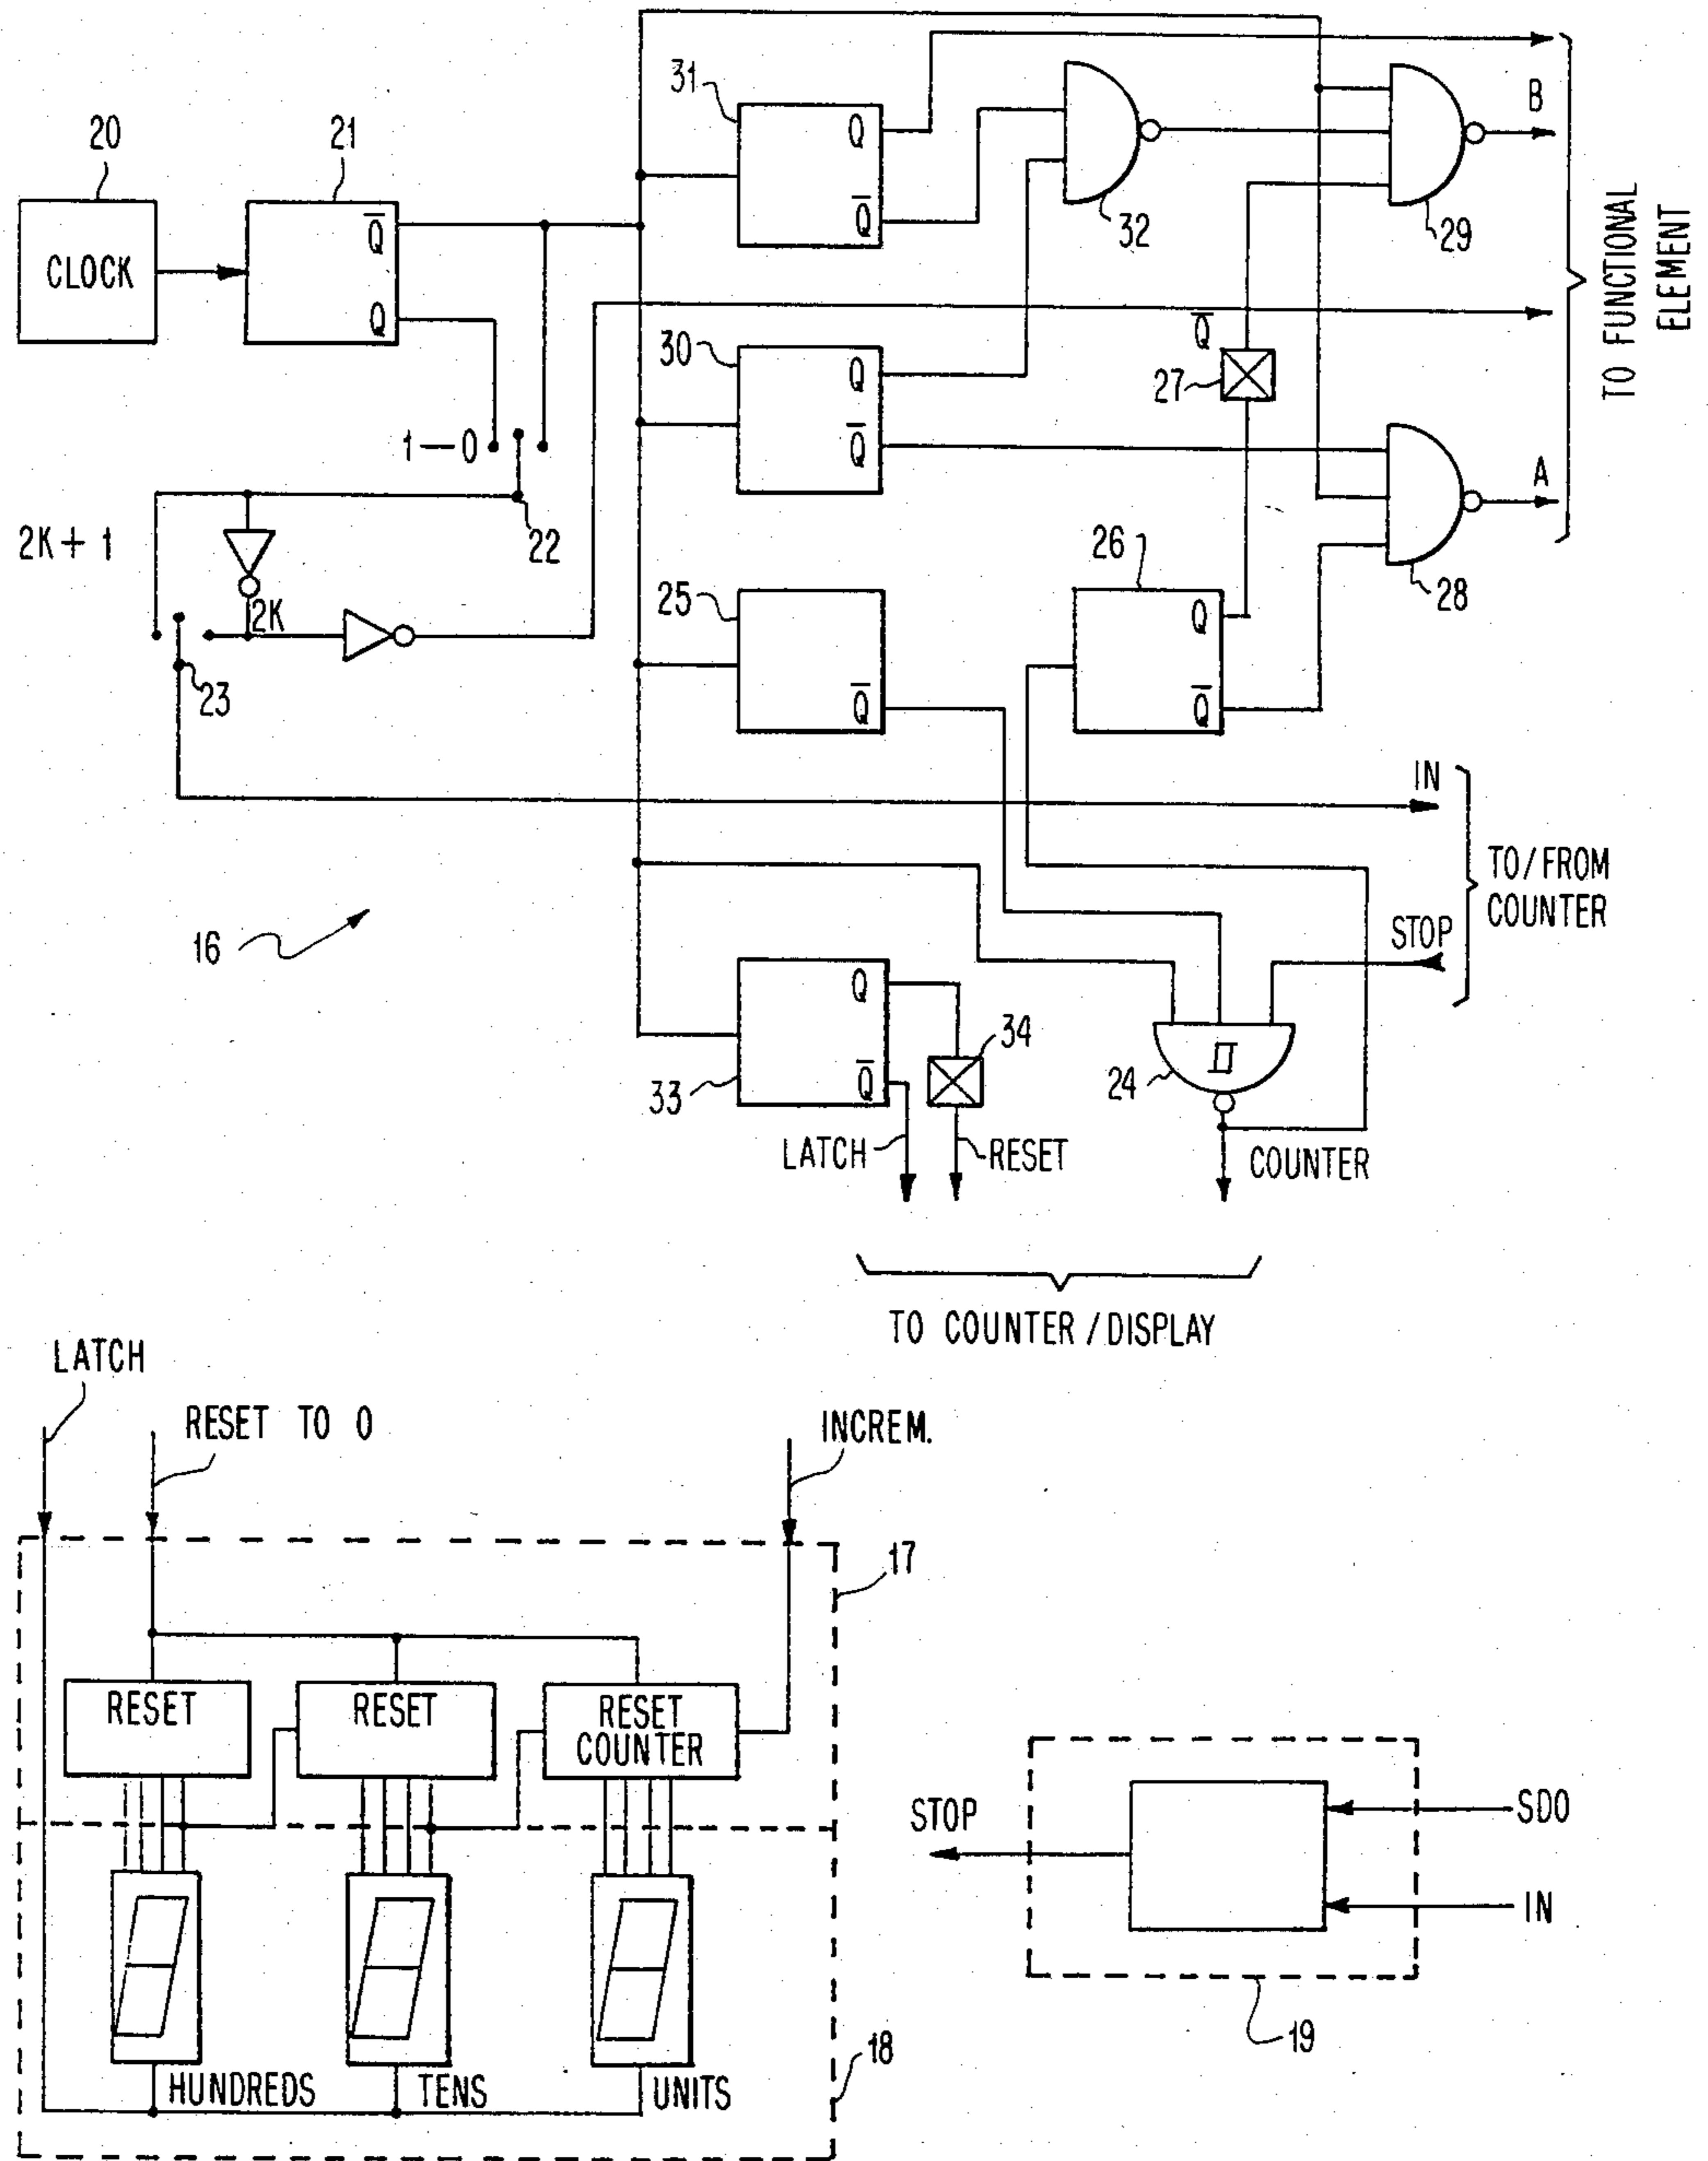 20
21
CLOCK
Q̅
Q
31
Q
Q̅
32
B
29
TO FUNCTIONAL
ELEMENT
1—0
22
2K + 1
2K
23
30
Q
Q̅
Q̅
27
A
28
25
Q̅
26
Q
Q̅
IN
TO/FROM
COUNTER
STOP
16
33
Q
Q̅
34
24
LATCH
RESET
COUNTER
TO COUNTER / DISPLAY
LATCH
RESET TO 0
INCREM.
17
RESET
RESET
RESET
COUNTER
HUNDREDS
TENS
UNITS
18
STOP
SDO
IN
19